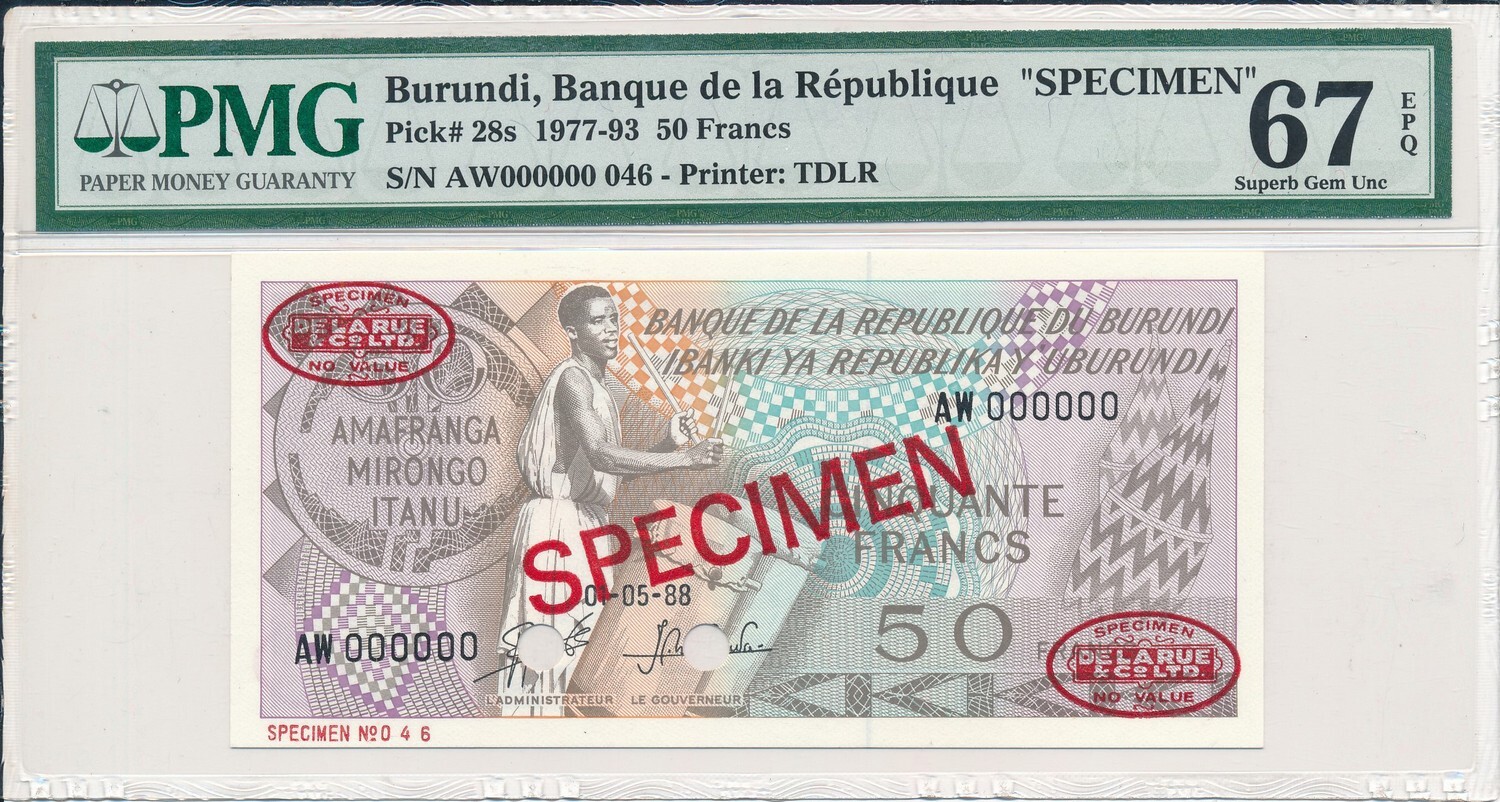 PMG
PAPER MONEY GUARANTY
Burundi, Banque de la République "SPECIMEN"
Pick# 28s 1977-93 50 Francs
S/N AW000000 046 - Printer: TDLR
67
EPQ
Superb Gem Unc
SPECIMEN
DE LA RUE
& CO LTD.
NO VALUE
BANQUE DE LA REPUBLIQUE DU BURUNDI
IBANKI YA REPUBLIKA Y' UBURUNDI
AW 000000
AMAFRANGA
MIRONGO
ITANU
CINQUANTE
FRANCS
SPECIMEN
01-05-88
50
AW 000000
L'ADMINISTRATEUR LE GOUVERNEUR
SPECIMEN
DE LA RUE
& CO LTD.
NO VALUE
SPECIMEN Nº 0 4 6